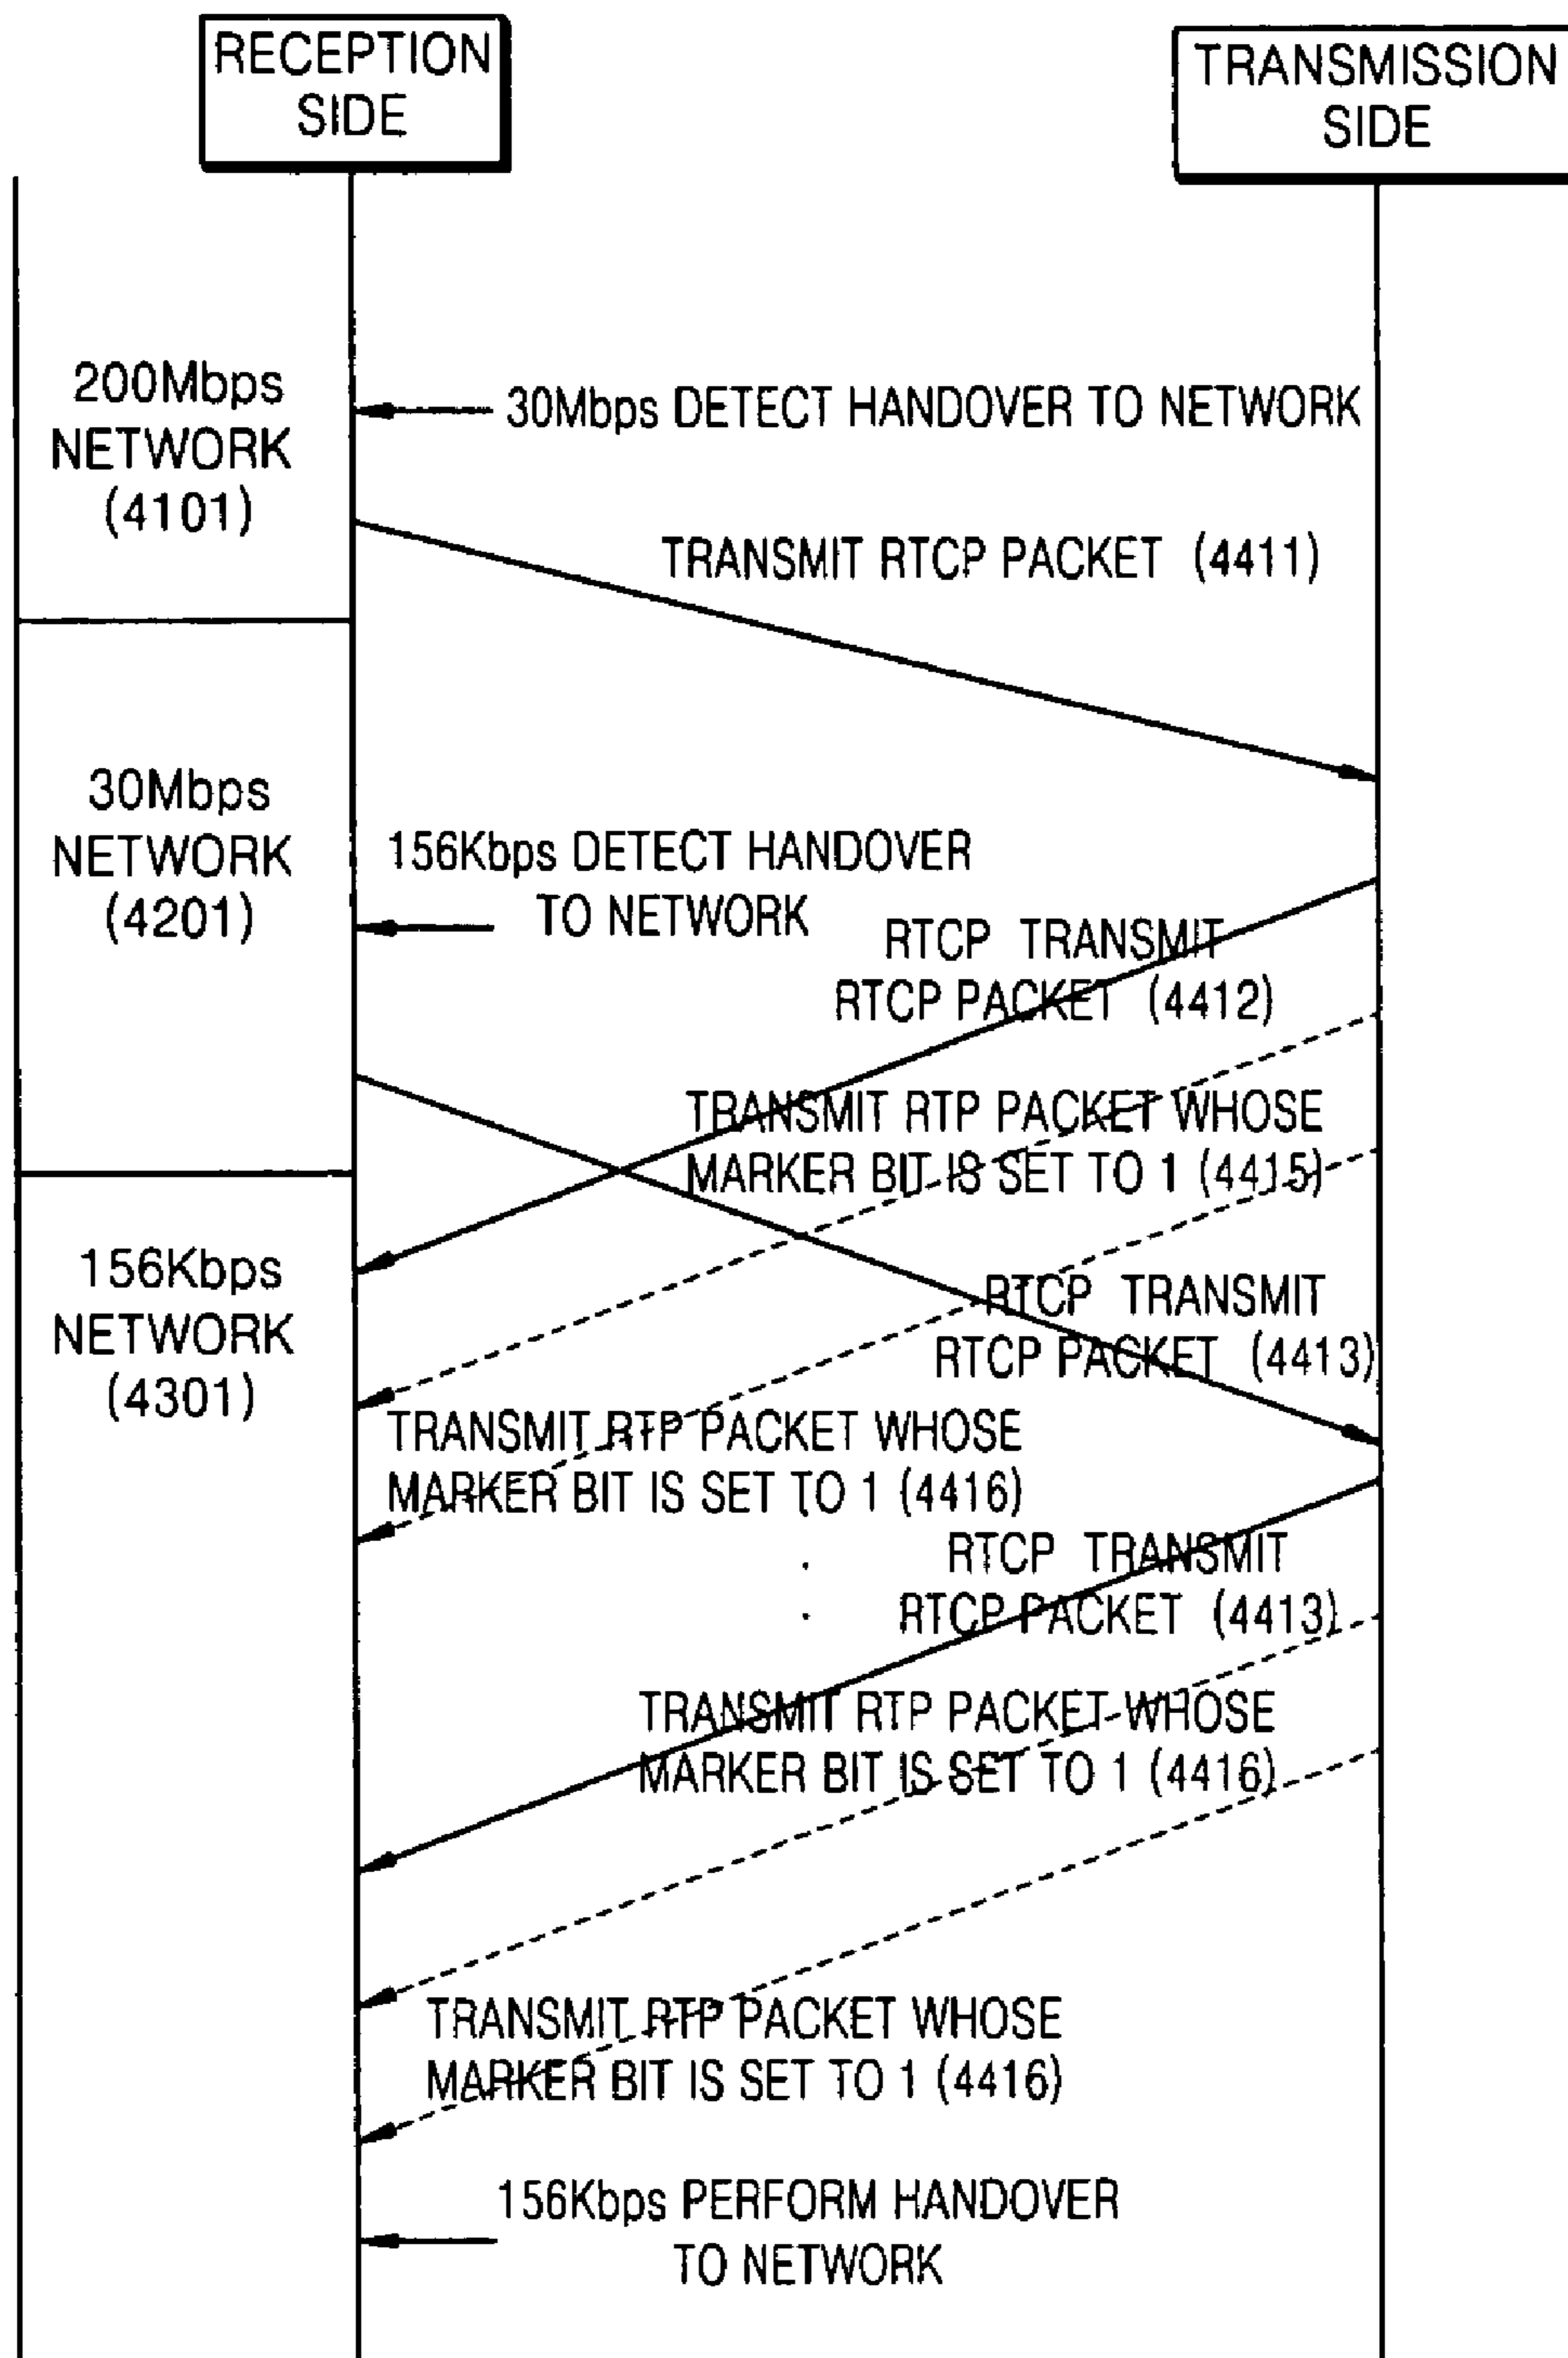 RECEPTION
SIDE
TRANSMISSION
SIDE
200Mbps
NETWORK
(4101)
30Mbps DETECT HANDOVER TO NETWORK
TRANSMIT RTCP PACKET (4411)
30Mbps
NETWORK
(4201)
156Kbps DETECT HANDOVER
TO NETWORK
RTCP TRANSMIT
RTCP PACKET (4412)
TRANSMIT RTP PACKET WHOSE
MARKER BIT IS SET TO 1 (4415)
156Kbps
NETWORK
(4301)
RTCP TRANSMIT
RTCP PACKET (4413)
TRANSMIT RTP PACKET WHOSE
MARKER BIT IS SET TO 1 (4416)
RTCP TRANSMIT
RTCP PACKET (4413)
TRANSMIT RTP PACKET WHOSE
MARKER BIT IS SET TO 1 (4416)
TRANSMIT RTP PACKET WHOSE
MARKER BIT IS SET TO 1 (4416)
156Kbps PERFORM HANDOVER
TO NETWORK